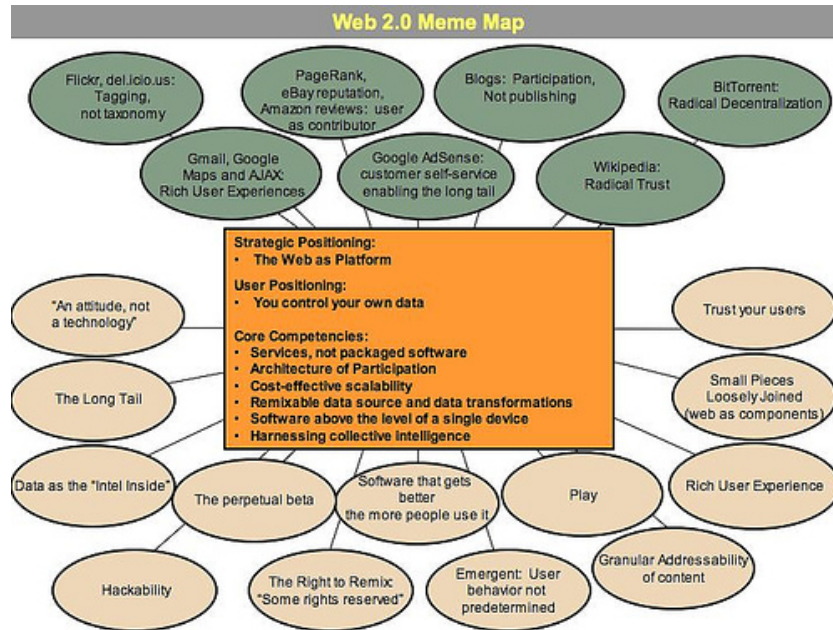 Web 2.0 Meme Map
Flickr, del.icio.us:
Tagging,
not taxonomy
PageRank,
eBay reputation,
Amazon reviews: user
as contributor
Blogs: Participation,
Not publishing
BitTorrent:
Radical Decentralization
Gmail, Google
Maps and AJAX:
Rich User Experiences
Google AdSense:
customer self-service
enabling the long tail
Wikipedia:
Radical Trust
Strategic Positioning:
• The Web as Platform
User Positioning:
• You control your own data
Core Competencies:
• Services, not packaged software
• Architecture of Participation
• Cost-effective scalability
• Remixable data source and data transformations
• Software above the level of a single device
• Harnessing collective intelligence
"An attitude, not
a technology"
Trust your users
The Long Tail
Small Pieces
Loosely Joined
(web as components)
Data as the "Intel Inside"
The perpetual beta
Software that gets
better
the more people use it
Play
Rich User Experience
Hackability
The Right to Remix:
"Some rights reserved"
Emergent: User
behavior not
predetermined
Granular Addressability
of content